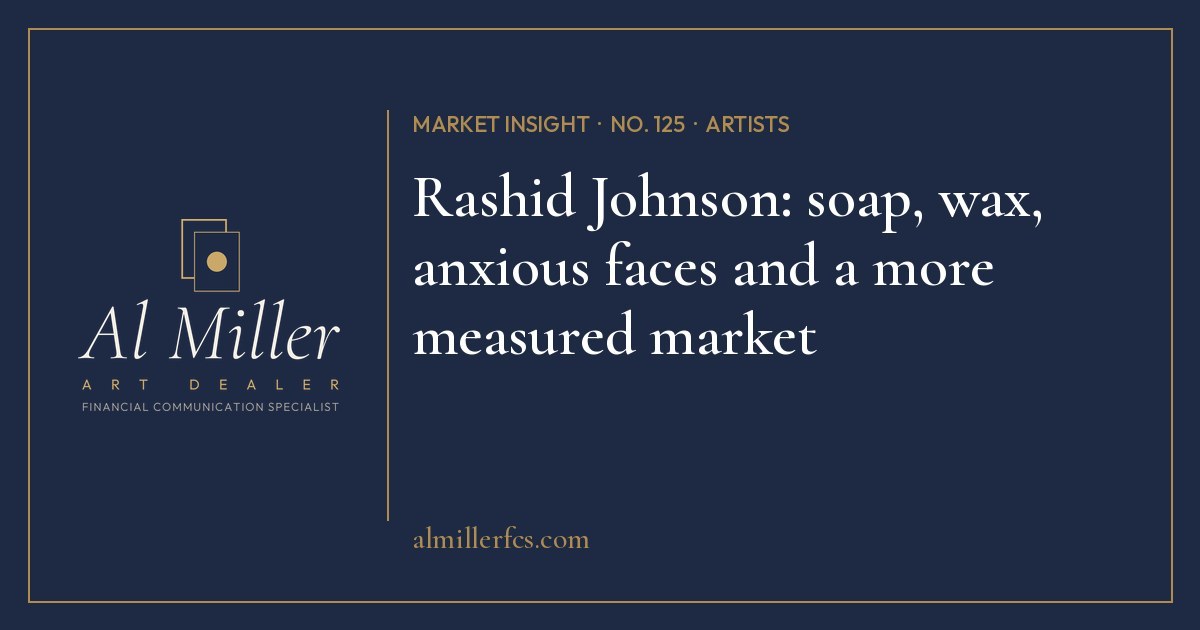 MARKET INSIGHT · NO. 125 · ARTISTS
Rashid Johnson: soap, wax,
anxious faces and a more
measured market
Al Miller
ART DEALER
FINANCIAL COMMUNICATION SPECIALIST
almillerfcs.com